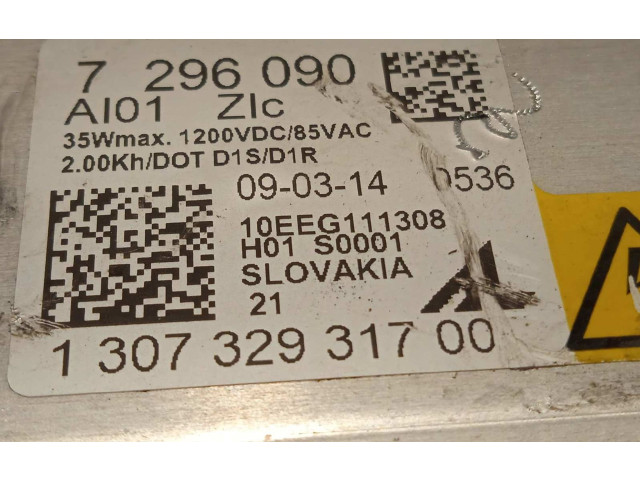 7 296 090
AI01 ZIc
35Wmax. 1200VDC/85VAC
2.00Kh/DOT D1S/D1R
09-03-14 0536
10EEG111308
H01 S0001
SLOVAKIA
21
1 307 329 317 00